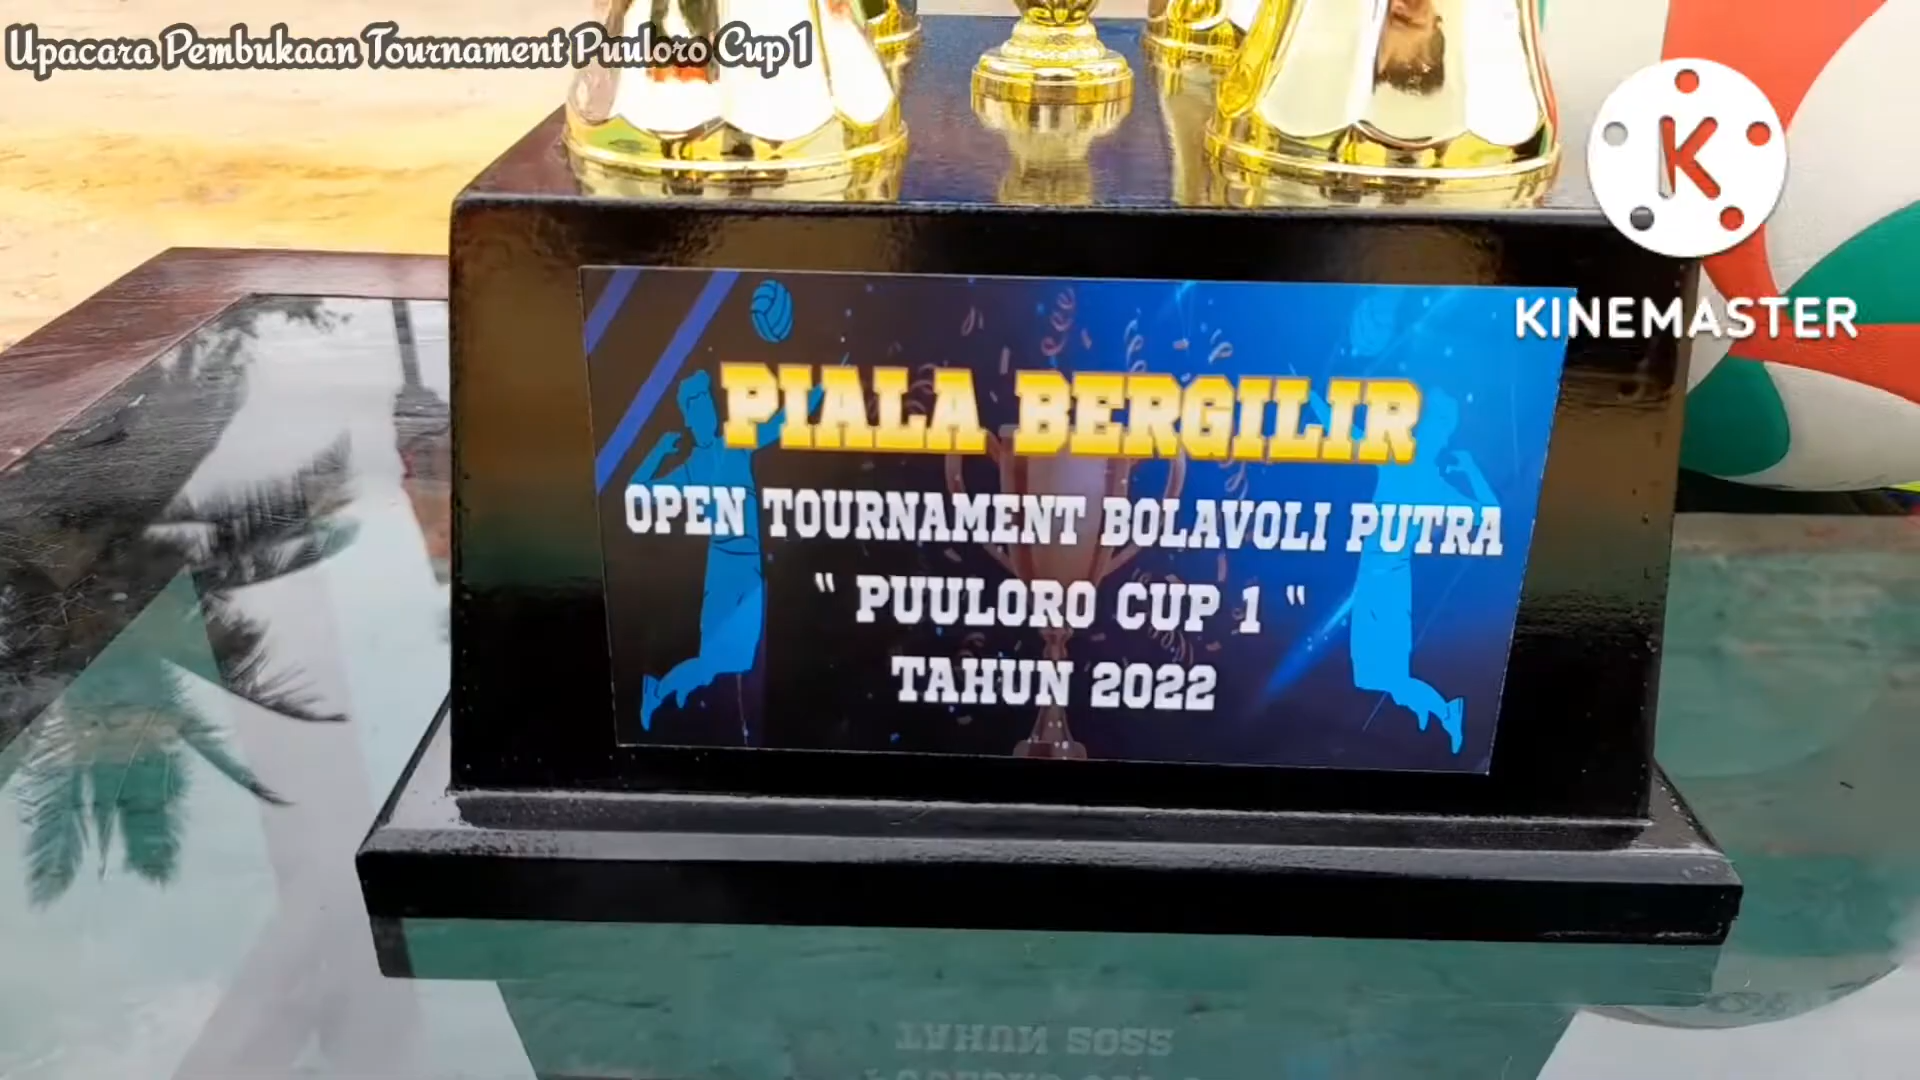 Upacara Pembukaan Tournament Puuloro Cup 1
K
KINEMASTER
PIALA BERGILIR
OPEN TOURNAMENT BOLAVOLI PUTRA
" PUULORO CUP 1 "
TAHUN 2022